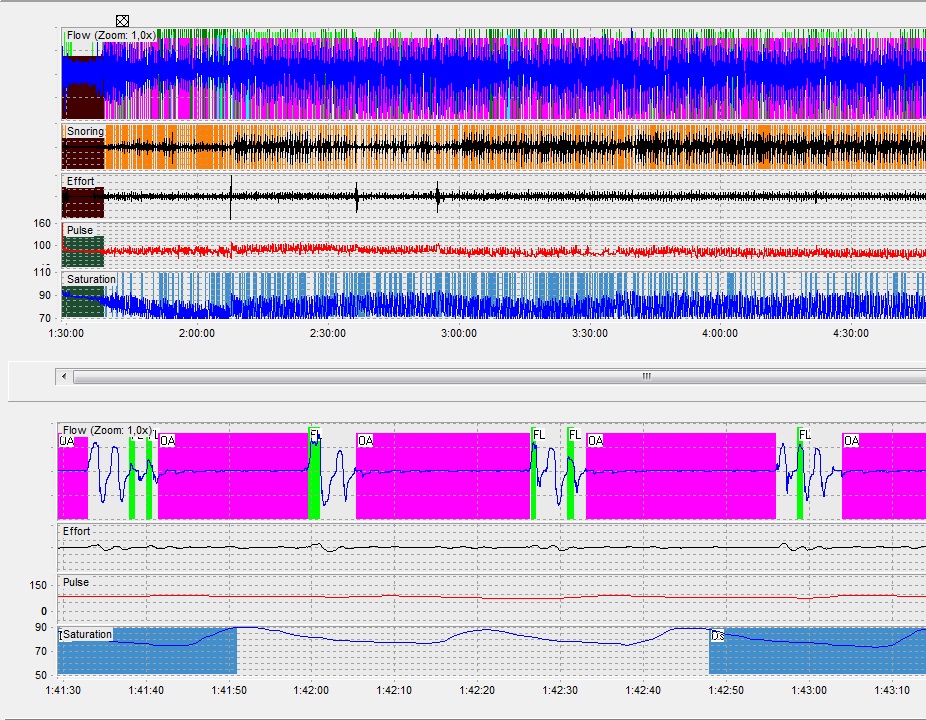 Flow (Zoom: 1,0x)
Snoring
Effort
160
Pulse
100
110
Saturation
90
70
1:30:00 2:00:00 2:30:00 3:00:00 3:30:00 4:00:00 4:30:00
Flow (Zoom: 1,0x)
OA OA FL OA FL FL OA FL OA
Effort
150
Pulse
0
90
Saturation
Ds
70
50
1:41:30 1:41:40 1:41:50 1:42:00 1:42:10 1:42:20 1:42:30 1:42:40 1:42:50 1:43:00 1:43:10